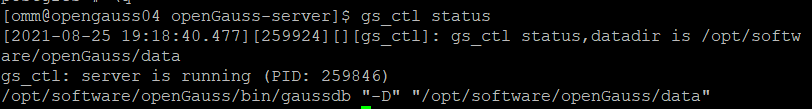 [omm@opengauss04 openGauss-server]$ gs_ctl status
[2021-08-25 19:18:40.477][259924][][gs_ctl]: gs_ctl status,datadir is /opt/softw
are/openGauss/data
gs_ctl: server is running (PID: 259846)
/opt/software/openGauss/bin/gaussdb "-D" "/opt/software/openGauss/data"